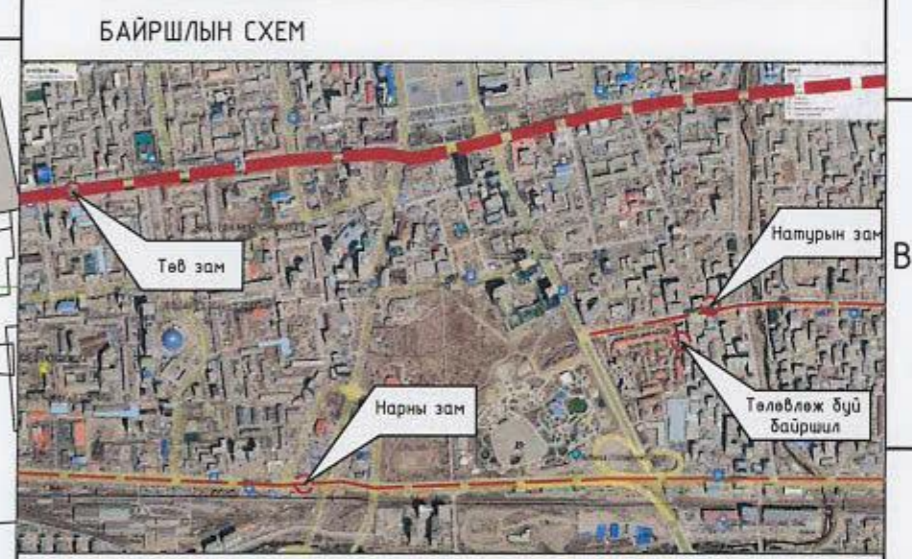 БАЙРШЛЫН СХЕМ
Төв зам
Натурын зам
В
Нарны зам
Төлөвлөж буй
байршил